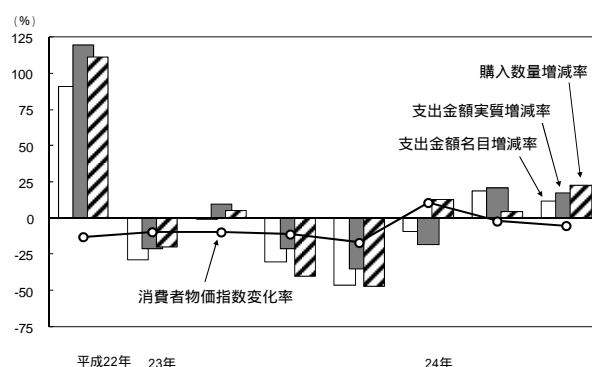 (%)
125
100
75
50
25
0
-25
-50
-75
購入数量増減率
支出金額実質増減率
支出金額名目増減率
消費者物価指数変化率
平成22年 23年 24年